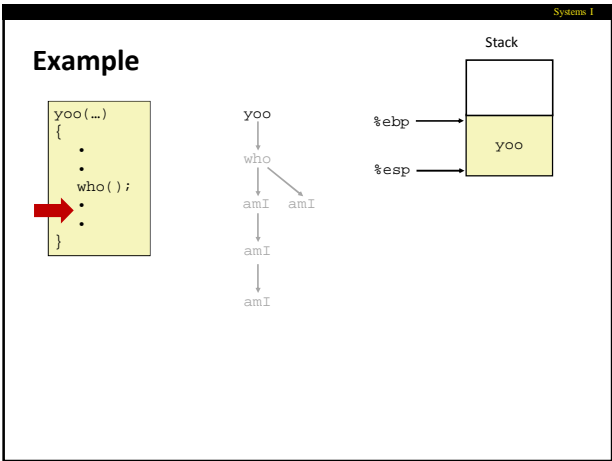 Systems I
Example
Stack
yoo(…)
{
•
•
who();
•
•
}
yoo
who
amI amI
amI
amI
%ebp
%esp
yoo